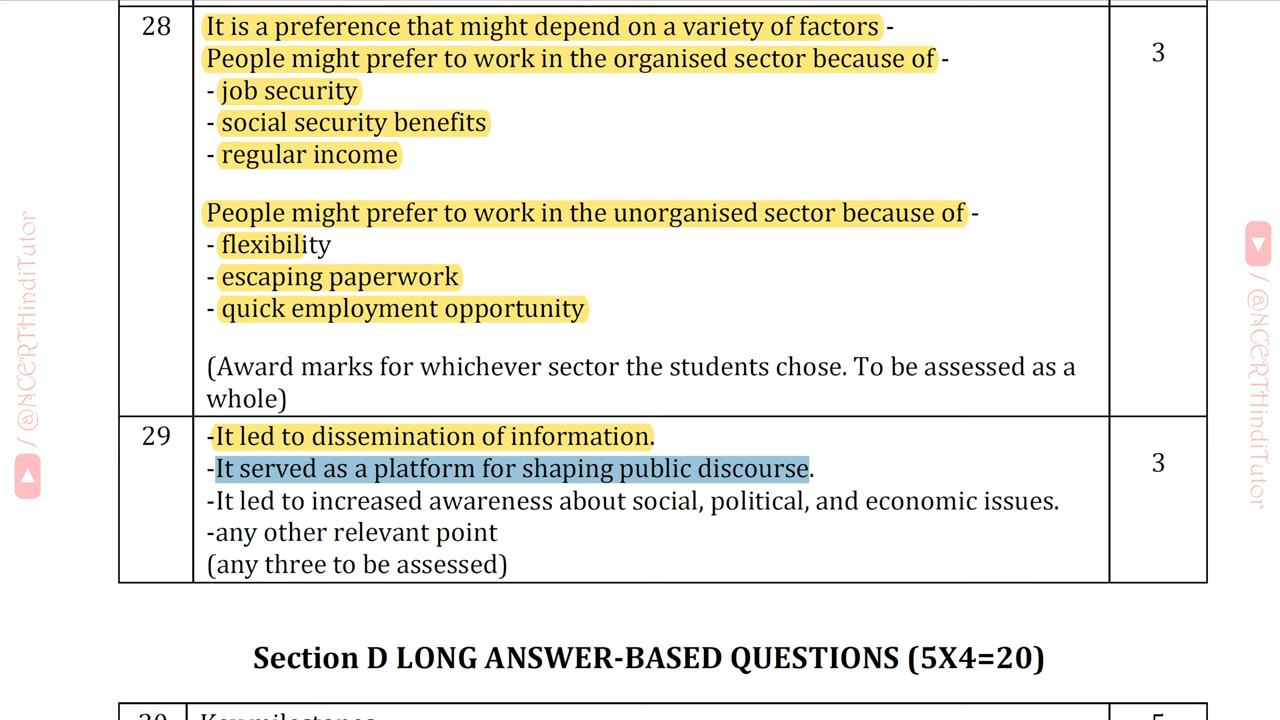 28
It is a preference that might depend on a variety of factors -
People might prefer to work in the organised sector because of -
- job security
- social security benefits
- regular income
3
People might prefer to work in the unorganised sector because of -
- flexibility
- escaping paperwork
- quick employment opportunity
(Award marks for whichever sector the students chose. To be assessed as a
whole)
29
-It led to dissemination of information.
-It served as a platform for shaping public discourse.
-It led to increased awareness about social, political, and economic issues.
-any other relevant point
(any three to be assessed)
3
Section D LONG ANSWER-BASED QUESTIONS (5X4=20)
30
Key milestones
5
/ @NCERTHindiTutor
/ @NCERTHindiTutor